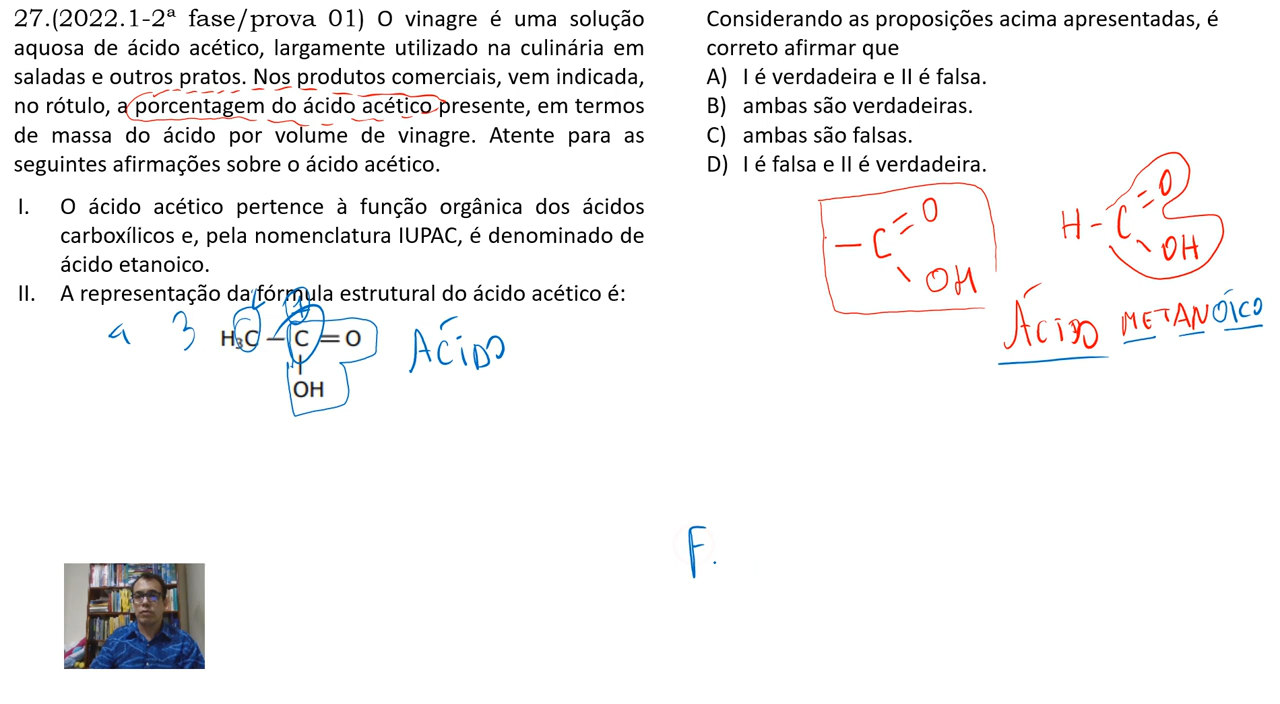 27.(2022.1-2ª fase/prova 01) O vinagre é uma solução
aquosa de ácido acético, largamente utilizado na culinária em
saladas e outros pratos. Nos produtos comerciais, vem indicada,
no rótulo, a porcentagem do ácido acético presente, em termos
de massa do ácido por volume de vinagre. Atente para as
seguintes afirmações sobre o ácido acético.
I. O ácido acético pertence à função orgânica dos ácidos
carboxílicos e, pela nomenclatura IUPAC, é denominado de
ácido etanoico.
II. A representação da fórmula estrutural do ácido acético é:
4 3 H₃C – C = O
OH
ÁCIDO
Considerando as proposições acima apresentadas, é
correto afirmar que
A) I é verdadeira e II é falsa.
B) ambas são verdadeiras.
C) ambas são falsas.
D) I é falsa e II é verdadeira.
– C = O
OH
H - C = O
OH
ÁCIDO METANÓICO
F.